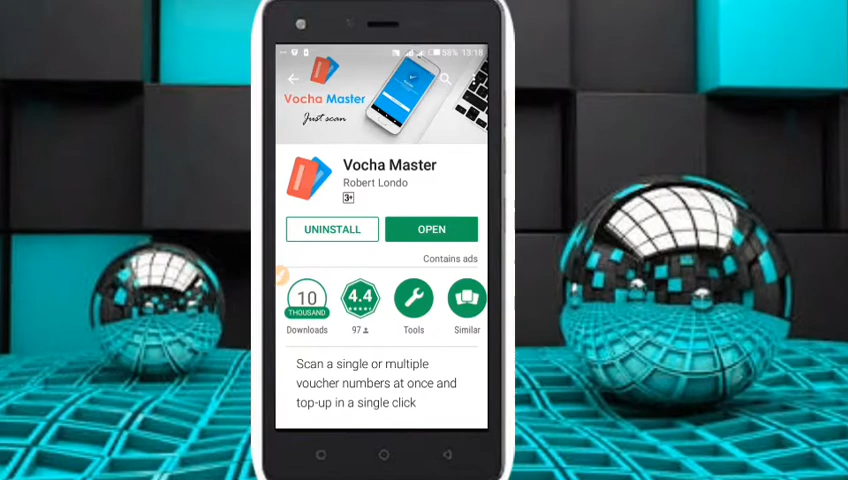 58% 13:18
Vocha Master
Just scan
Vocha Master
Robert Londo
3+
UNINSTALL
OPEN
Contains ads
10
THOUSAND
4.4
Downloads
97
Tools
Similar
Scan a single or multiple
voucher numbers at once and
top-up in a single click